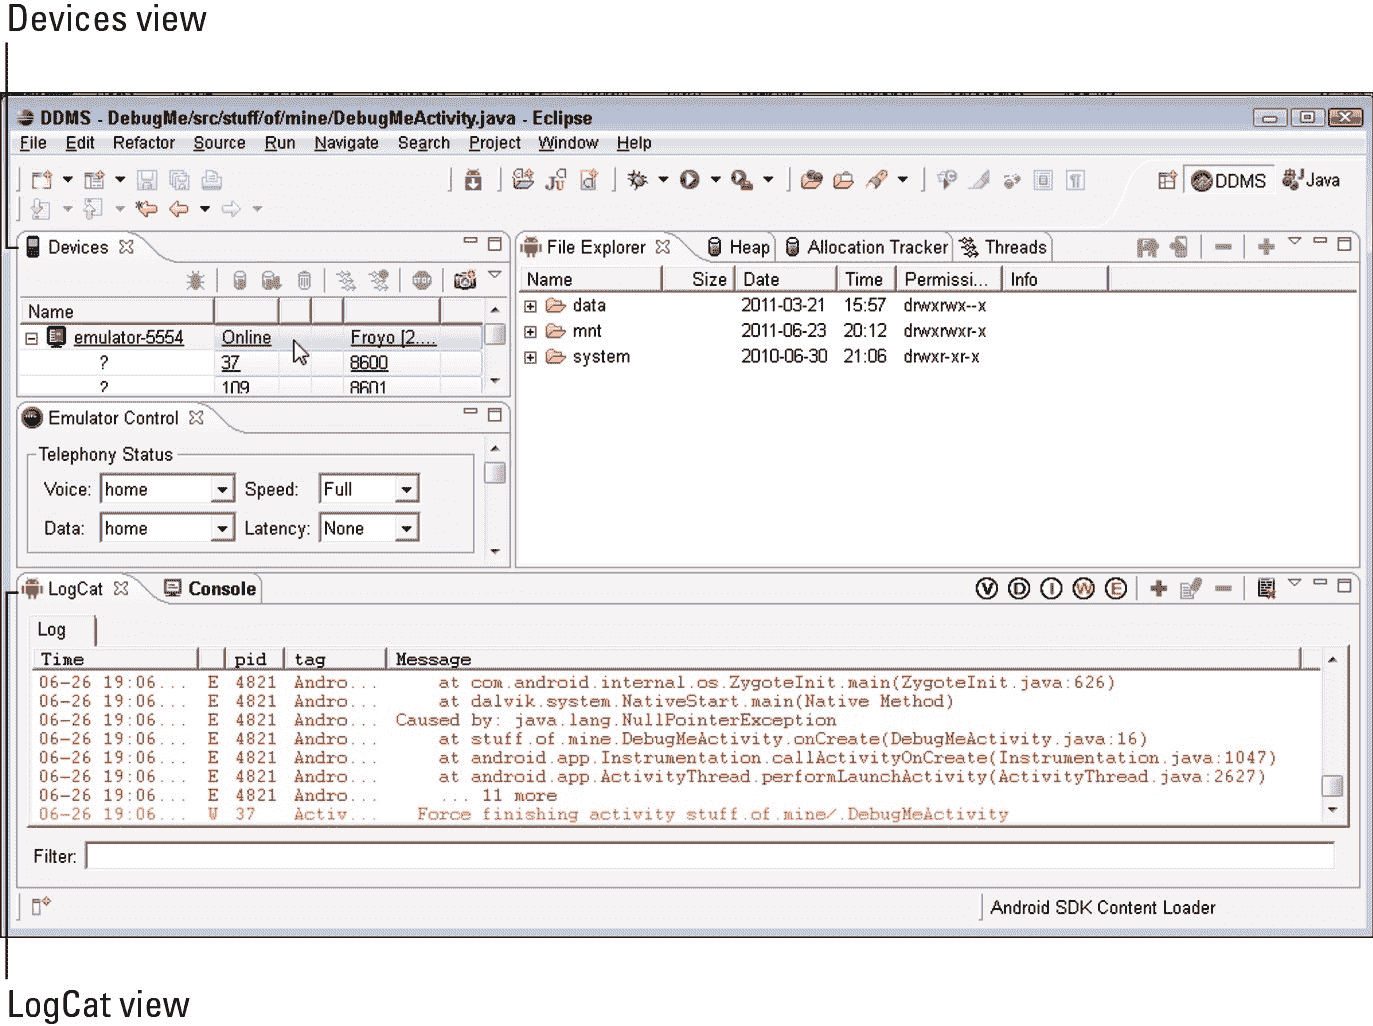 Devices view
DDMS - DebugMe/src/stuff/of/mine/DebugMeActivity.java - Eclipse
File Edit Refactor Source Run Navigate Search Project Window Help
DDMS Java
Devices
Name
emulator-5554 Online Froyo [2....
? 37 8600
? 109 8601
File Explorer Heap Allocation Tracker Threads
Name Size Date Time Permissi... Info
data 2011-03-21 15:57 drwxrwx--x
mnt 2011-06-23 20:12 drwxrwxr-x
system 2010-06-30 21:06 drwxr-xr-x
Emulator Control
Telephony Status
Voice: home Speed: Full
Data: home Latency: None
LogCat Console V D I W E
Log
Time pid tag Message
06-26 19:06... E 4821 Andro... at com.android.internal.os.ZygoteInit.main(ZygoteInit.java:626)
06-26 19:06... E 4821 Andro... at dalvik.system.NativeStart.main(Native Method)
06-26 19:06... E 4821 Andro... Caused by: java.lang.NullPointerException
06-26 19:06... E 4821 Andro... at stuff.of.mine.DebugMeActivity.onCreate(DebugMeActivity.java:16)
06-26 19:06... E 4821 Andro... at android.app.Instrumentation.callActivityOnCreate(Instrumentation.java:1047)
06-26 19:06... E 4821 Andro... at android.app.ActivityThread.performLaunchActivity(ActivityThread.java:2627)
06-26 19:06... E 4821 Andro... ... 11 more
06-26 19:06... W 37 Activ... Force finishing activity stuff.of.mine/.DebugMeActivity
Filter:
Android SDK Content Loader
LogCat view